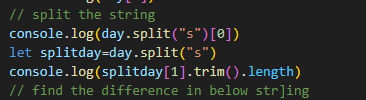 // split the string
console.log(day.split("s")[0])
let splitday=day.split("s")
console.log(splitday[1].trim().length)
// find the difference in below str]ing